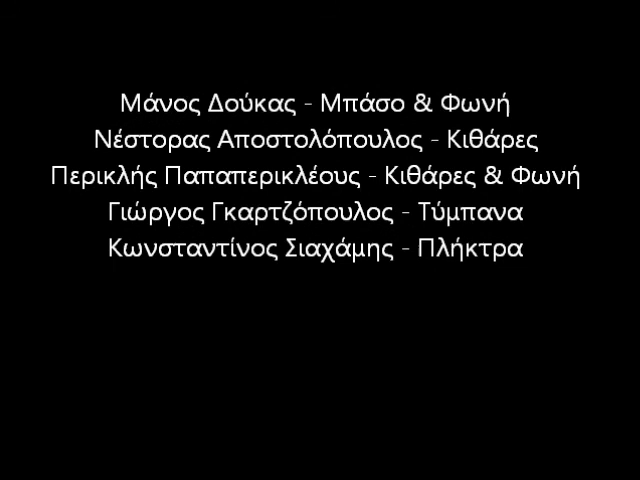 Μάνος Δούκας - Μπάσο & Φωνή
Νέστορας Αποστολόπουλος - Κιθάρες
Περικλής Παπαπερικλέους - Κιθάρες & Φωνή
Γιώργος Γκαρτζόπουλος - Τύμπανα
Κωνσταντίνος Σιαχάμης - Πλήκτρα